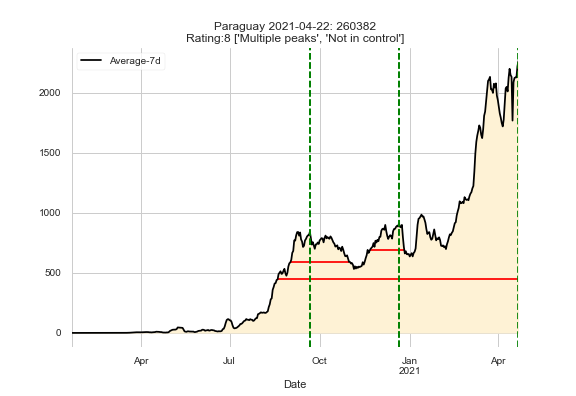 Paraguay 2021-04-22: 260382
Rating:8 ['Multiple peaks', 'Not in control']
Average-7d
2000
1500
1000
500
0
Apr
Jul
Oct
Jan
2021
Apr
Date